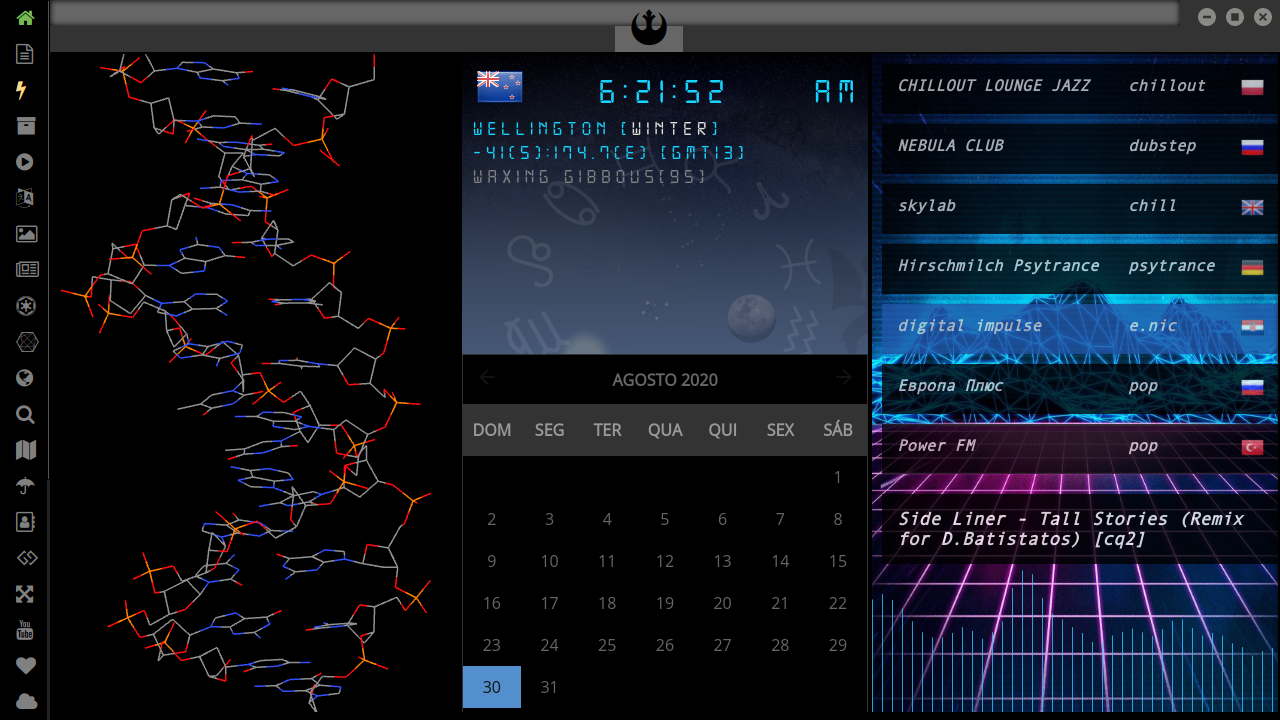 6:21:52 AM
WELLINGTON [WINTER]
-41(S):174.7(E) [GMT13]
WAXING GIBBOUS[95]
AGOSTO 2020
DOM SEG TER QUA QUI SEX SÁB
1
2 3 4 5 6 7 8
9 10 11 12 13 14 15
16 17 18 19 20 21 22
23 24 25 26 27 28 29
30 31
CHILLOUT LOUNGE JAZZ chillout
NEBULA CLUB dubstep
skylab chill
Hirschmilch Psytrance psytrance
digital impulse e.nic
Европа Плюс pop
Power FM pop
Side Liner - Tall Stories (Remix
for D.Batistatos) [cq2]
You
Tube